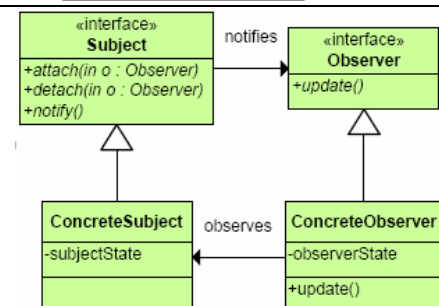 «interface»
Subject
+attach(in o : Observer)
+detach(in o : Observer)
+notify()
notifies
«interface»
Observer
+update()
ConcreteSubject
-subjectState
observes
ConcreteObserver
-observerState
+update()